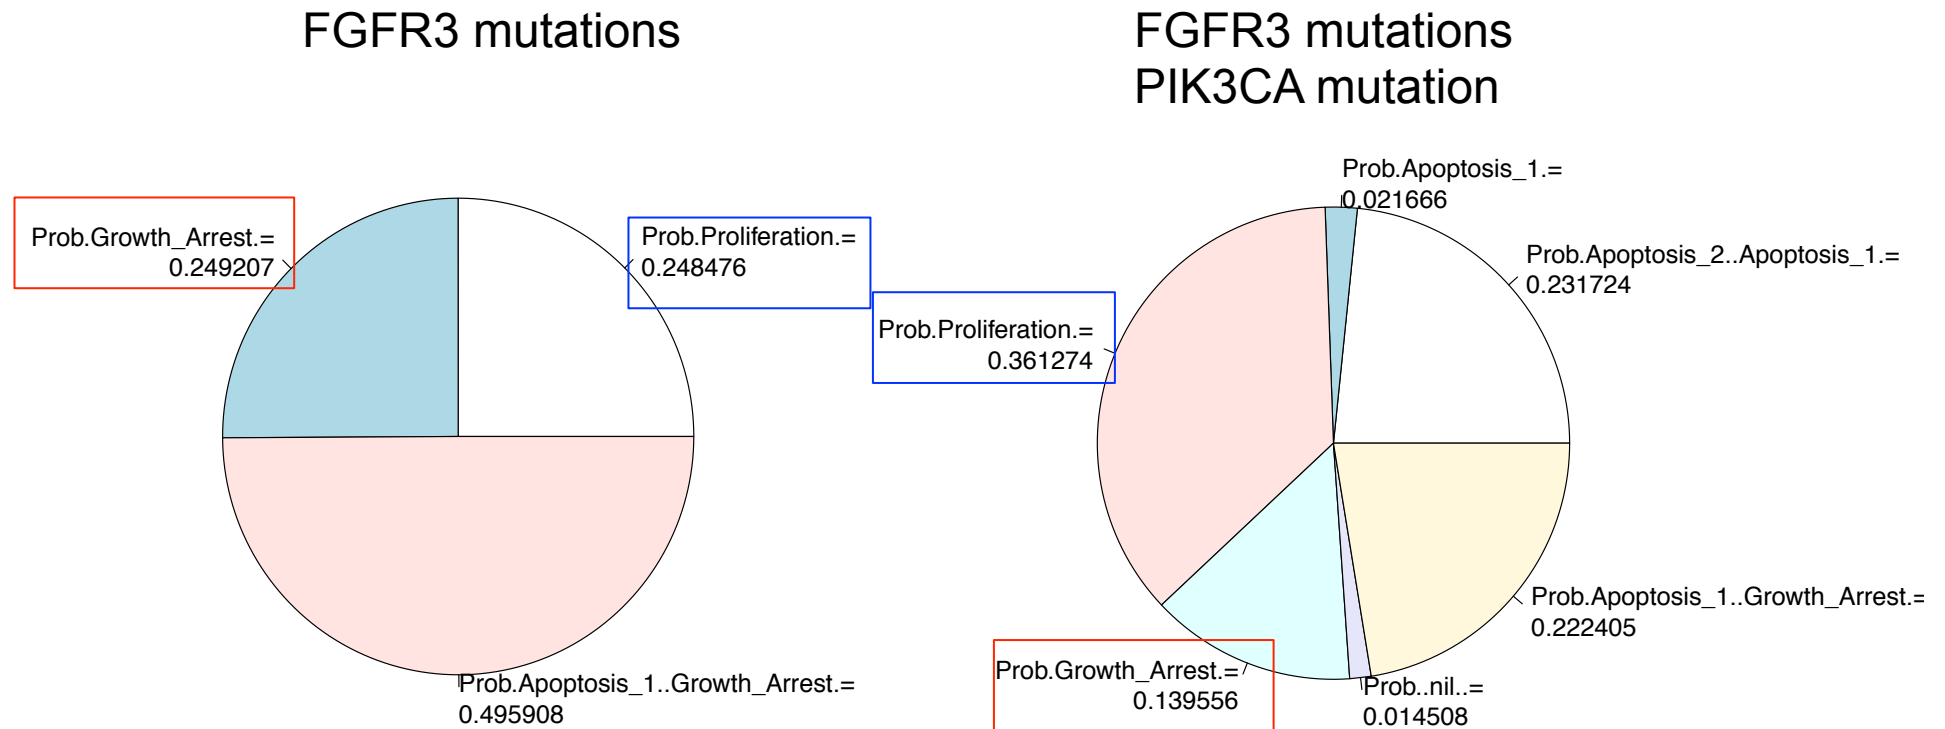 FGFR3 mutations
FGFR3 mutations
PIK3CA mutation
Prob.Growth_Arrest.=
0.249207
Prob.Proliferation.=
0.248476
Prob.Apoptosis_1..Growth_Arrest.=
0.495908
Prob.Apoptosis_1.=
0.021666
Prob.Apoptosis_2..Apoptosis_1.=
0.231724
Prob.Proliferation.=
0.361274
Prob.Apoptosis_1..Growth_Arrest.=
0.222405
Prob.Growth_Arrest.=
0.139556
Prob..nil..=
0.014508